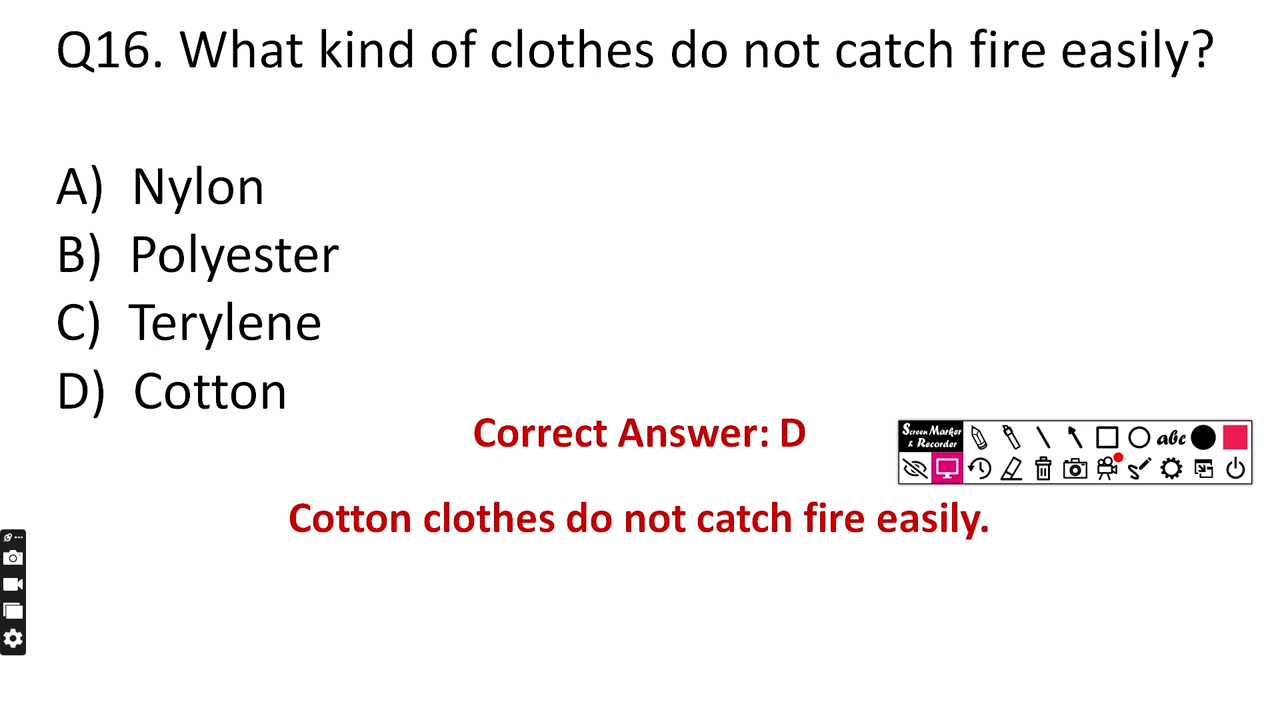 Q16. What kind of clothes do not catch fire easily?
A) Nylon
B) Polyester
C) Terylene
D) Cotton
Correct Answer: D
Screen Marker
& Recorder
abc
Cotton clothes do not catch fire easily.